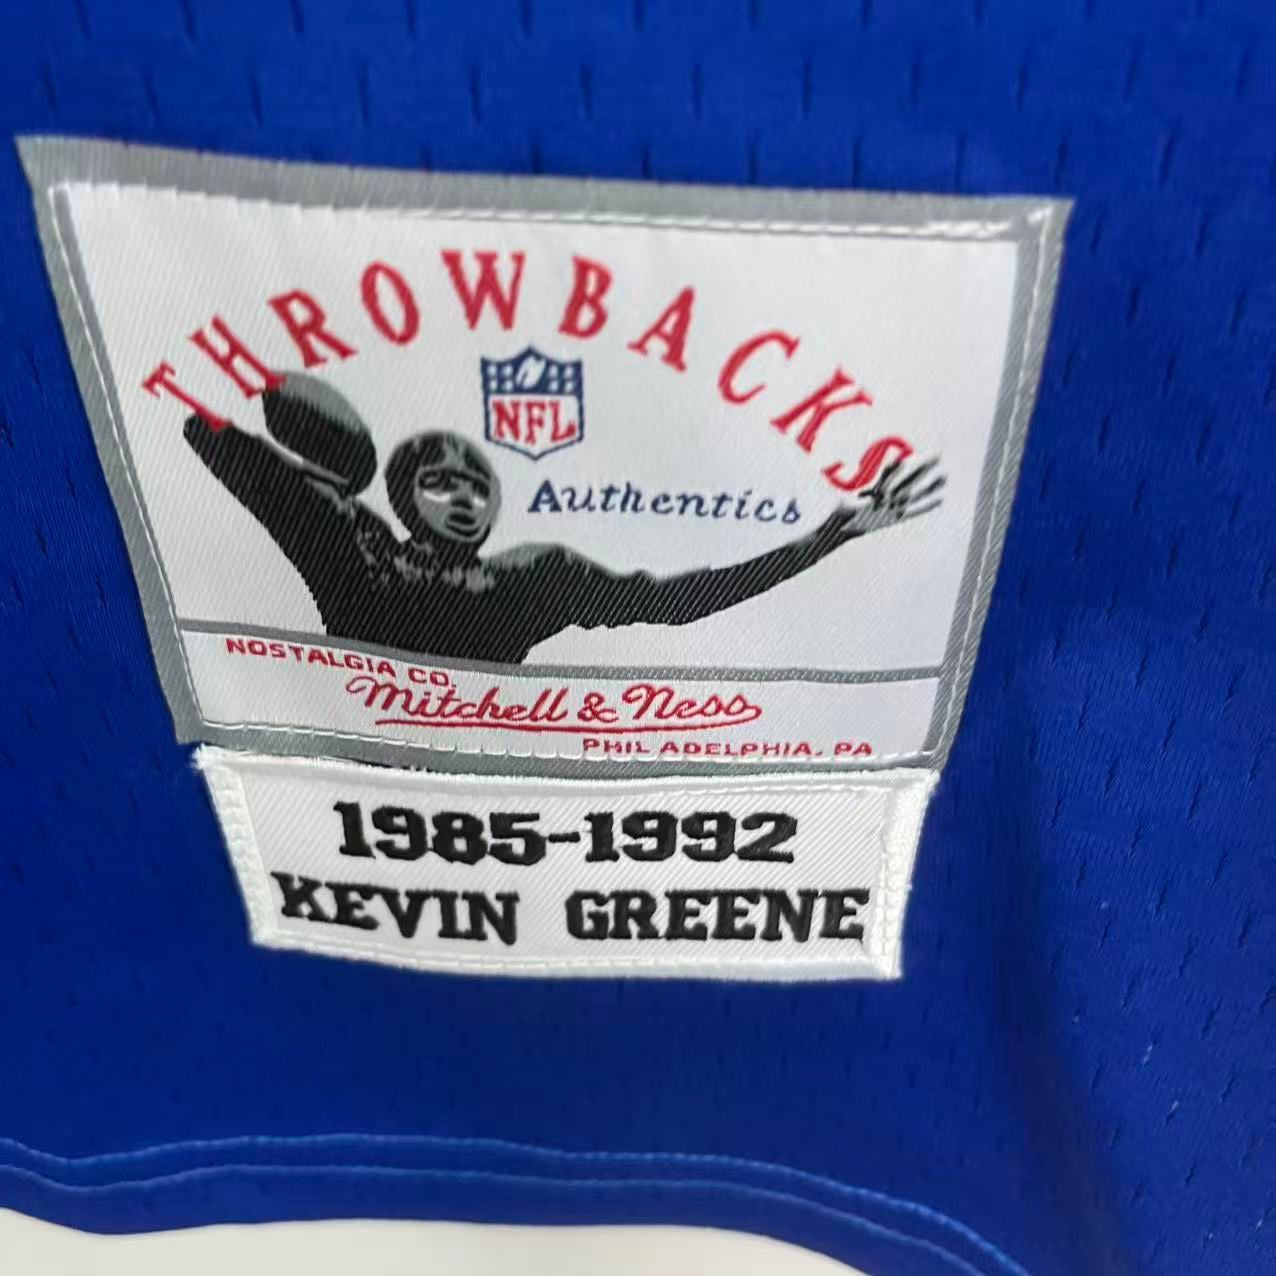 THROWBACKS
NFL
Authentics
NOSTALGIA CO.
Mitchell & Ness
PHILADELPHIA, PA
1985-1992
KEVIN GREENE